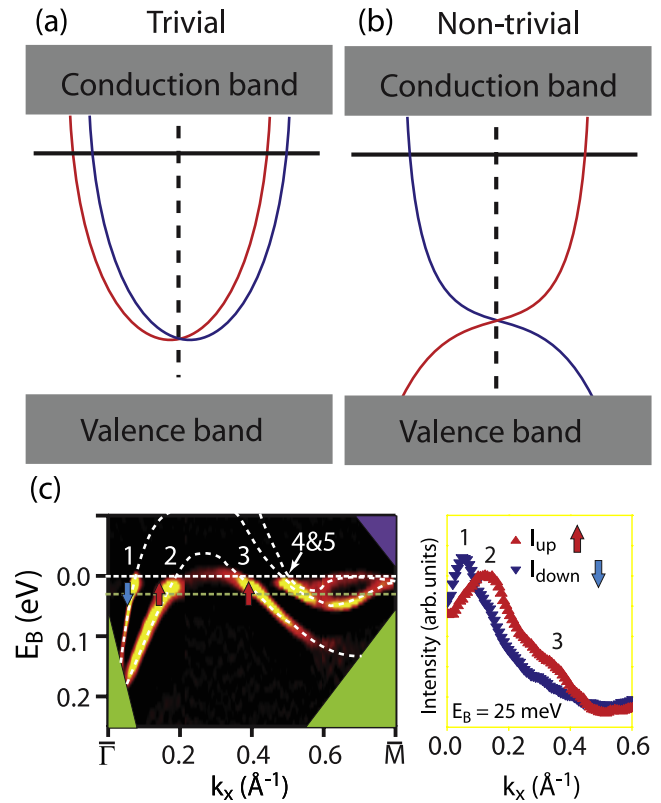 (a) Trivial
(b) Non-trivial
Conduction band
Conduction band
Valence band
Valence band
(c)
1 2 3 4&5
E_B (eV)
0.0
0.1
0.2
Γ̅ 0.2 0.4 M̅
k_x (Å⁻¹)
Intensity (arb.units)
1 2 3
I_up
I_down
E_B = 25 meV
0.0 0.2 0.4 0.6
k_x (Å⁻¹)